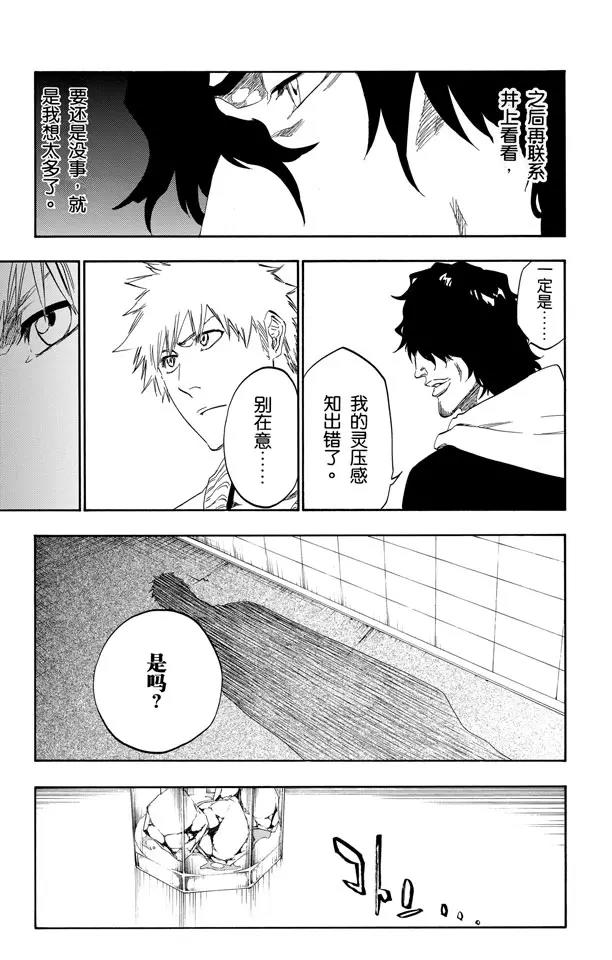 之后再联系
井上看看，
要还是没事，就
是我想太多了。
一定是……
我的灵压感
知出错了。
别在意……
是吗？
コト…